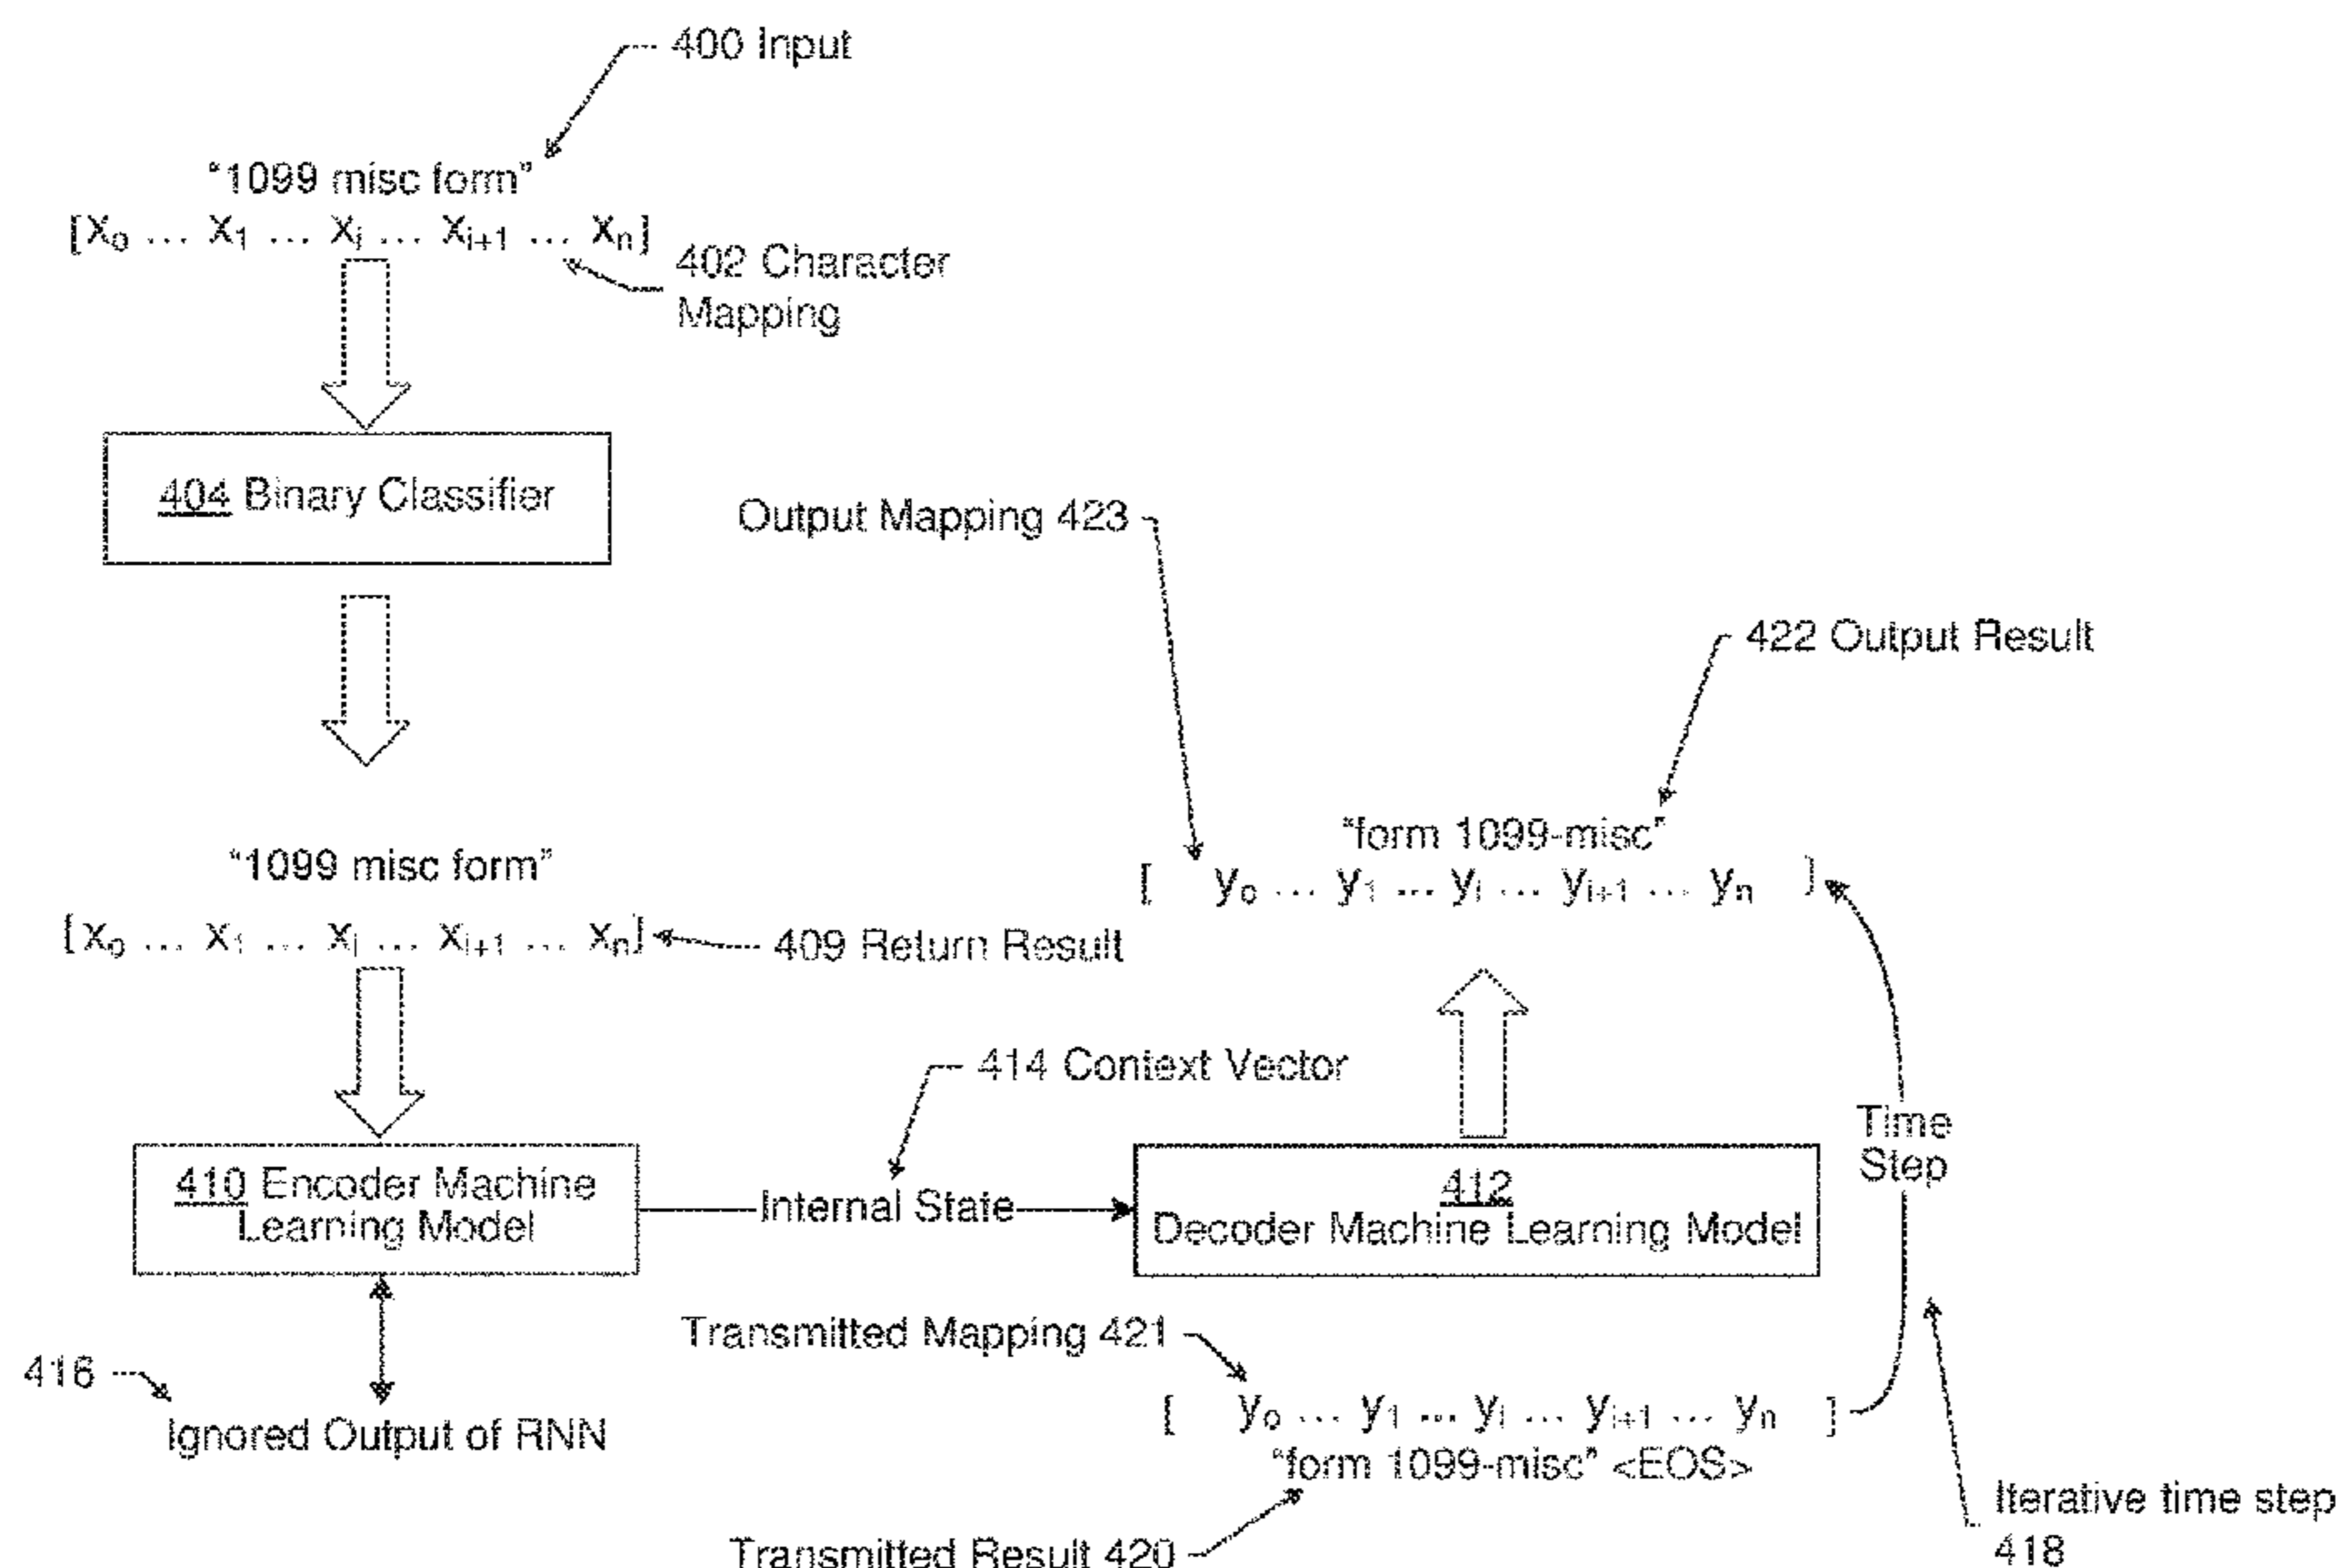 400 Input
"1099 misc form"
[x₀ ... x₁ ... xᵢ ... xᵢ₊₁ ... xₙ]
402 Character
Mapping
404 Binary Classifier
Output Mapping 423
422 Output Result
"form 1099-misc"
[ y₀ ... y₁ ... yᵢ ... yᵢ₊₁ ... yₙ ]
"1099 misc form"
[x₀ ... x₁ ... xᵢ ... xᵢ₊₁ ... xₙ]
409 Return Result
414 Context Vector
Time
Step
410 Encoder Machine
Learning Model
Internal State
412
Decoder Machine Learning Model
Transmitted Mapping 421
416
Ignored Output of RNN
[ y₀ ... y₁ ... yᵢ ... yᵢ₊₁ ... yₙ ]
"form 1099-misc" <EOS>
Iterative time step
418
Transmitted Result 420